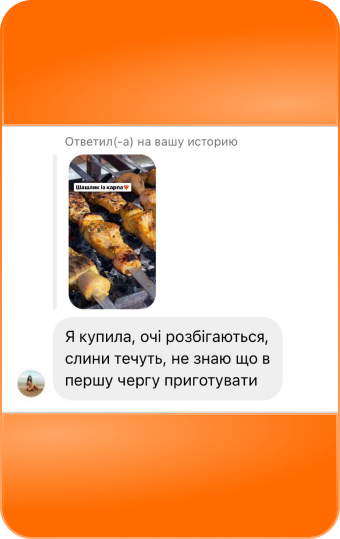 Ответил(-а) на вашу историю
Шашлик із карпа
Я купила, очі розбігаються,
слини течуть, не знаю що в
першу чергу приготувати